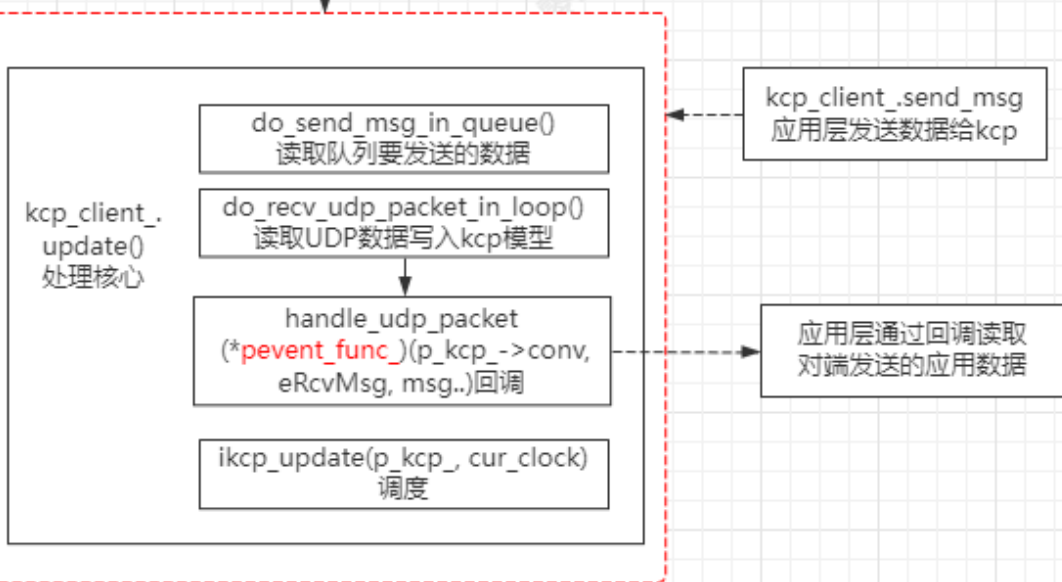 kcp_client_.
update()
处理核心
do_send_msg_in_queue()
读取队列要发送的数据
do_recv_udp_packet_in_loop()
读取UDP数据写入kcp模型
handle_udp_packet
(*pevent_func_)(p_kcp_->conv,
eRcvMsg, msg..)回调
ikcp_update(p_kcp_, cur_clock)
调度
kcp_client_.send_msg
应用层发送数据给kcp
应用层通过回调读取
对端发送的应用数据